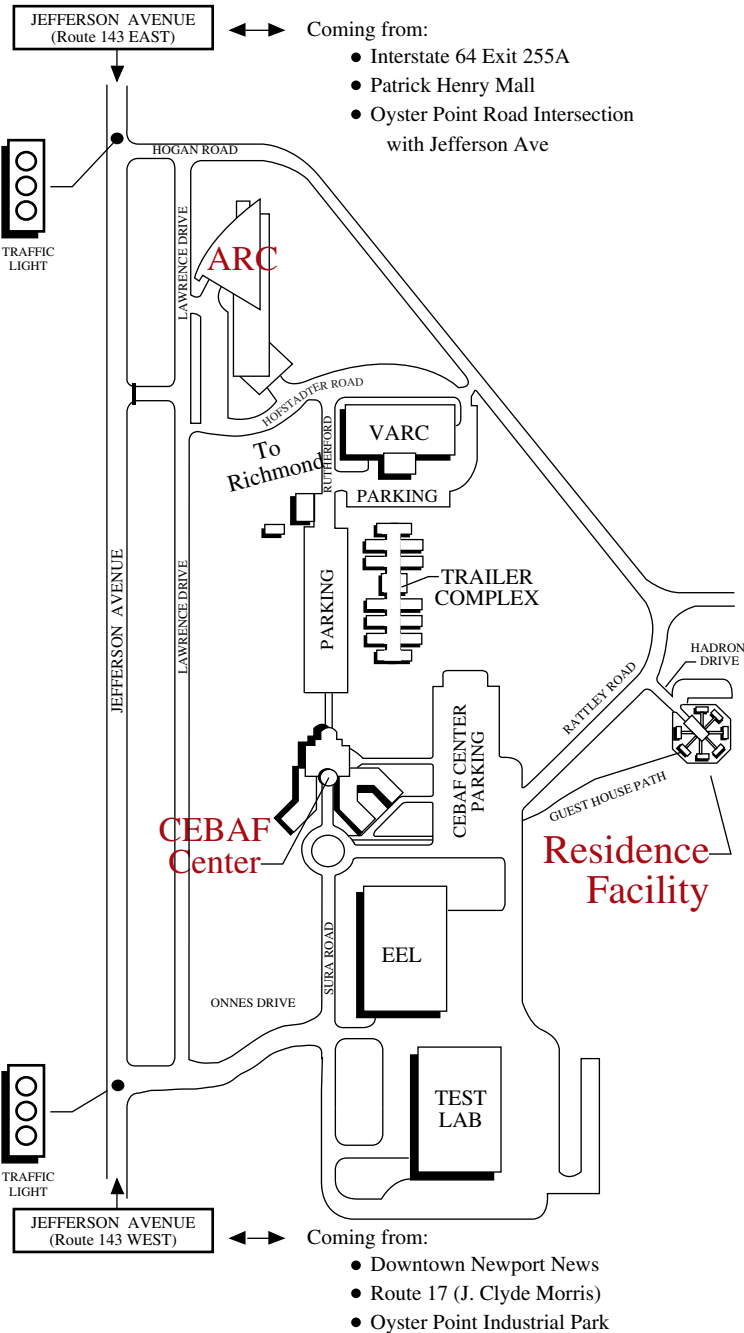 JEFFERSON AVENUE
(Route 143 EAST)
Coming from:
● Interstate 64 Exit 255A
● Patrick Henry Mall
● Oyster Point Road Intersection
with Jefferson Ave
TRAFFIC
LIGHT
HOGAN ROAD
LAWRENCE DRIVE
ARC
HOFSTADTER ROAD
To
Richmond
RUTHERFORD
VARC
PARKING
JEFFERSON AVENUE
LAWRENCE DRIVE
PARKING
TRAILER
COMPLEX
HADRON
DRIVE
RATTLEY ROAD
CEBAF CENTER
PARKING
GUEST HOUSE PATH
CEBAF
Center
Residence
Facility
EEL
SURA ROAD
ONNES DRIVE
TEST
LAB
TRAFFIC
LIGHT
JEFFERSON AVENUE
(Route 143 WEST)
Coming from:
● Downtown Newport News
● Route 17 (J. Clyde Morris)
● Oyster Point Industrial Park